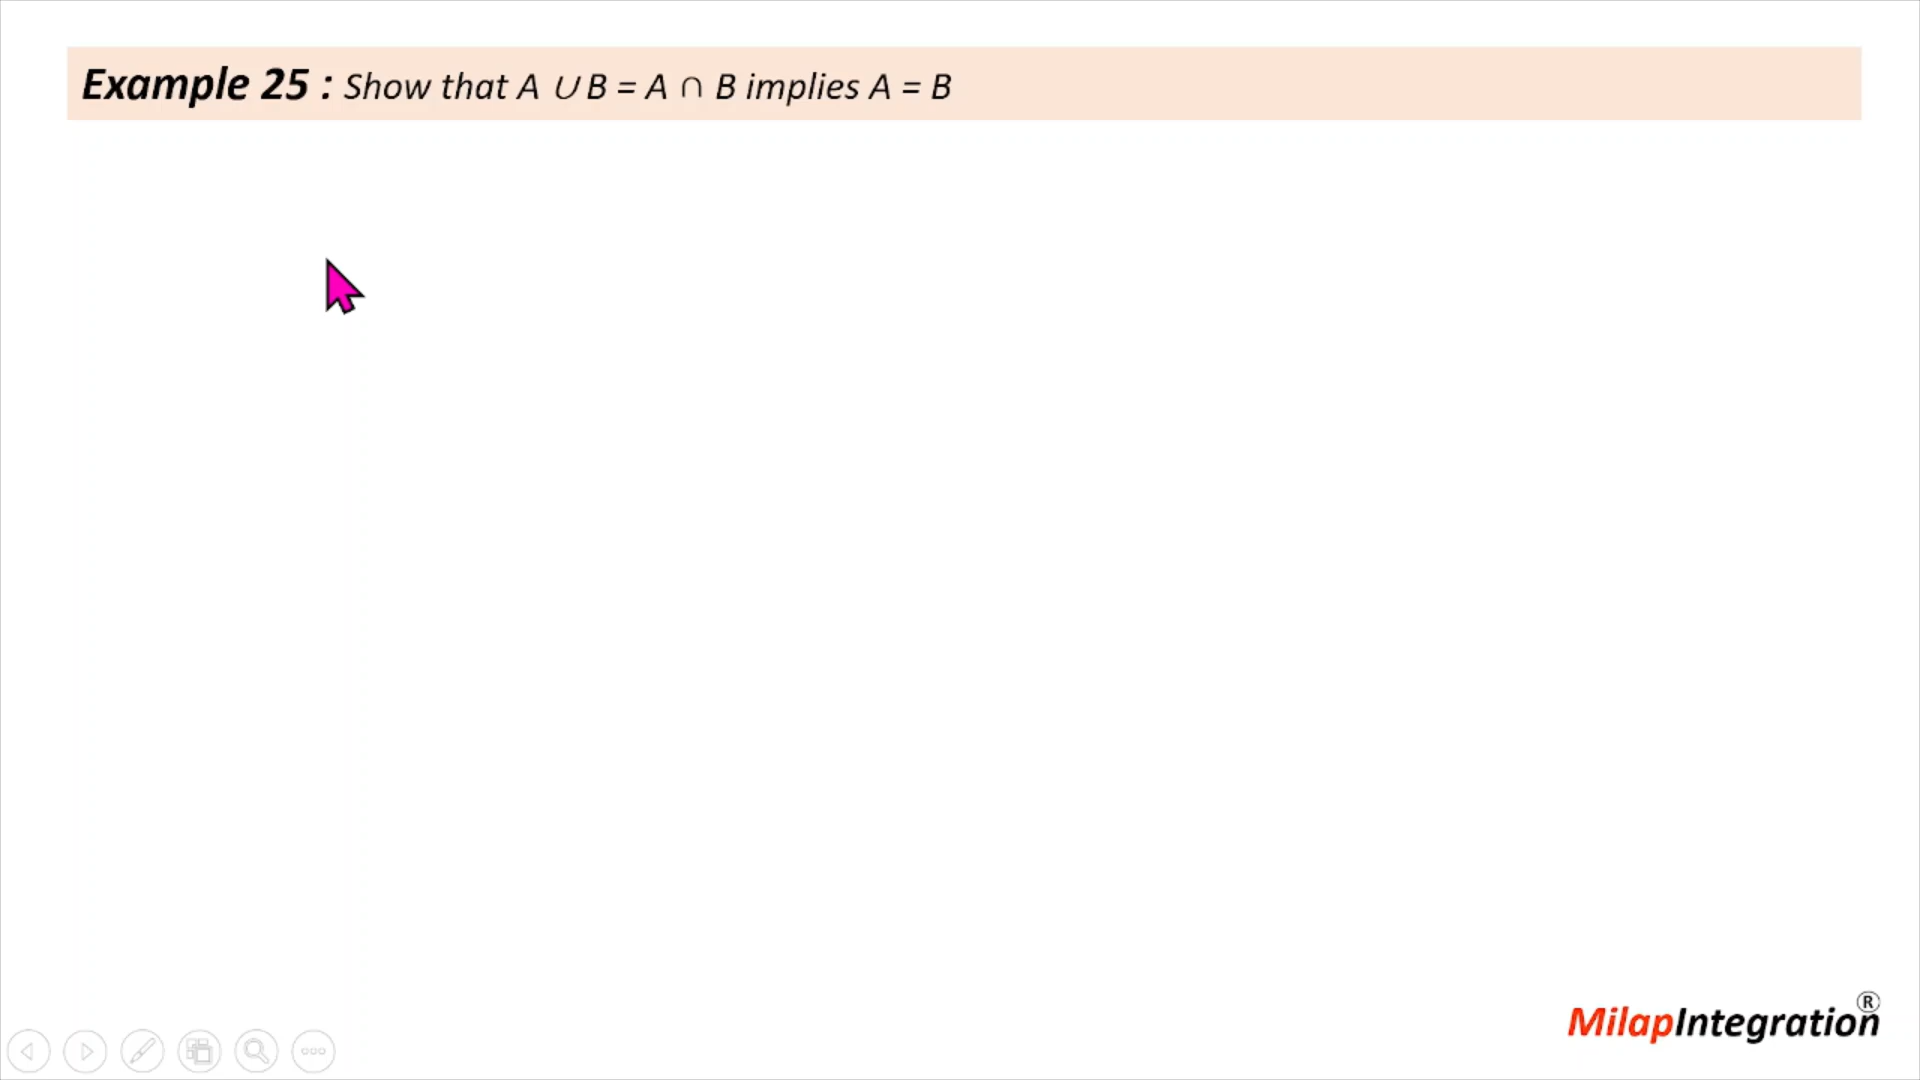 Example 25 : Show that A ∪ B = A ∩ B implies A = B
MilapIntegration®